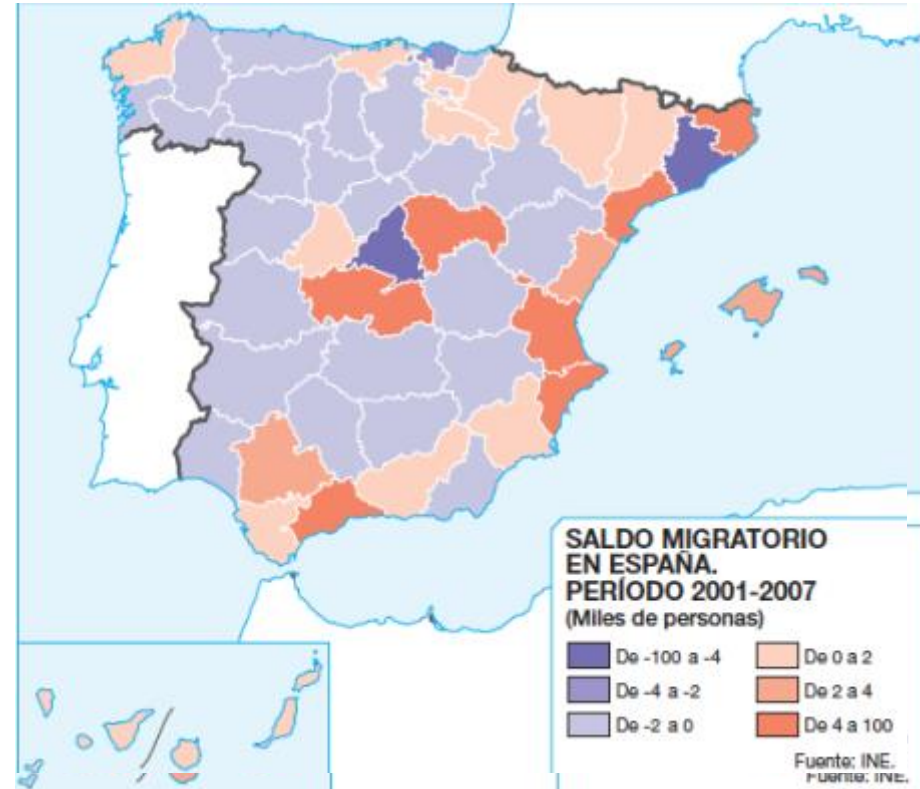 SALDO MIGRATORIO
EN ESPAÑA.
PERÍODO 2001-2007
(Miles de personas)
De -100 a -4
De -4 a -2
De -2 a 0
De 0 a 2
De 2 a 4
De 4 a 100
Fuente: INE.
Fuente: INE.